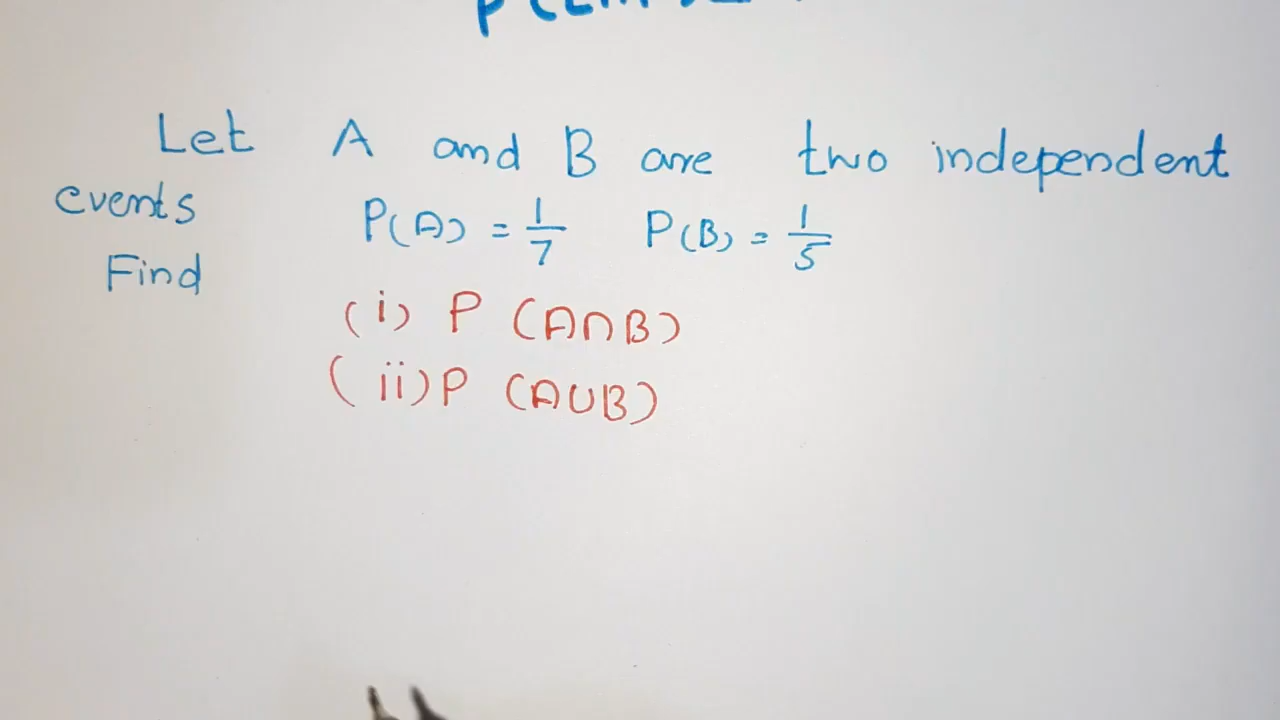 Let A and B are two independent
events P(A) = 1/7 P(B) = 1/5
Find
(i) P (A∩B)
(ii) P (A∪B)